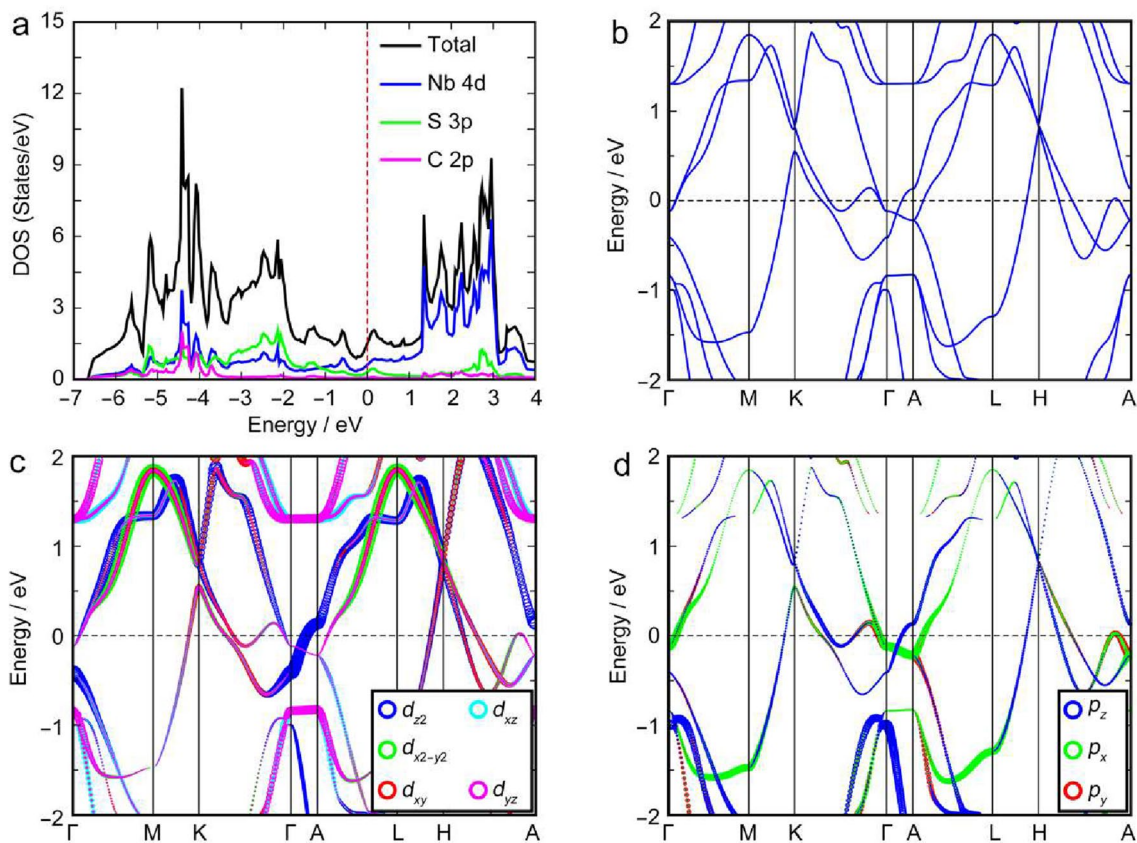 a
15
12
9
6
3
0
DOS (States/eV)
Total
Nb 4d
S 3p
C 2p
−7 −6 −5 −4 −3 −2 −1 0 1 2 3 4
Energy / eV
b
2
1
0
−1
−2
Energy / eV
Γ M K Γ A L H A
c
2
1
0
−1
−2
Energy / eV
dz2 dxz
dx2−y2
dxy dyz
Γ M K Γ A L H A
d
2
1
0
−1
−2
Energy / eV
pz
px
py
Γ M K Γ A L H A